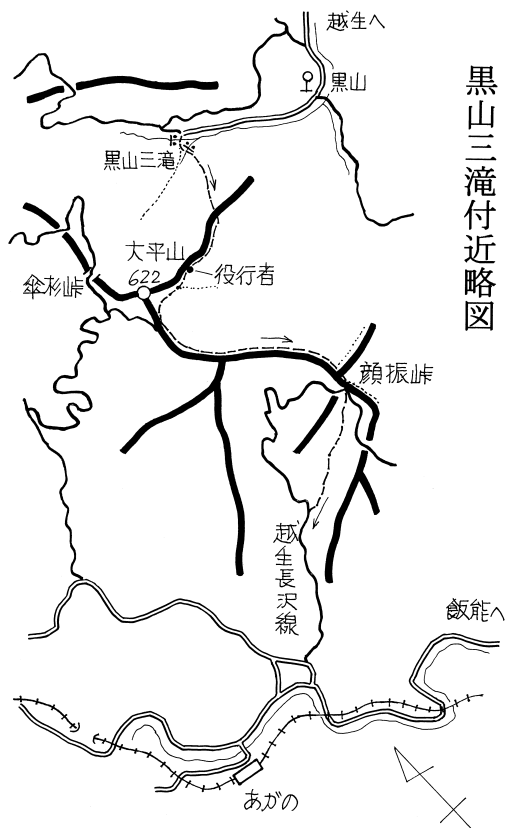 黒山三滝付近略図
越生へ
黒山
黒山三滝
大平山
622
役行者
傘杉峠
顔振峠
越生長沢線
飯能へ
あがの